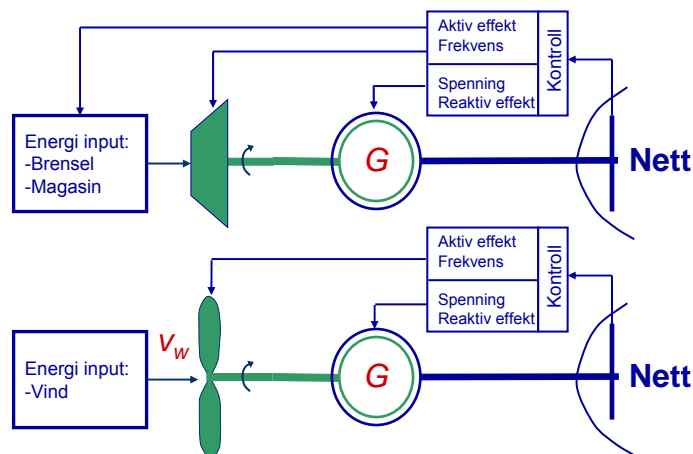 Aktiv effekt
Frekvens
Spenning
Reaktiv effekt
Kontroll
Energi input:
-Brensel
-Magasin
G
Nett
Aktiv effekt
Frekvens
Spenning
Reaktiv effekt
Kontroll
Energi input:
-Vind
Vw
G
Nett